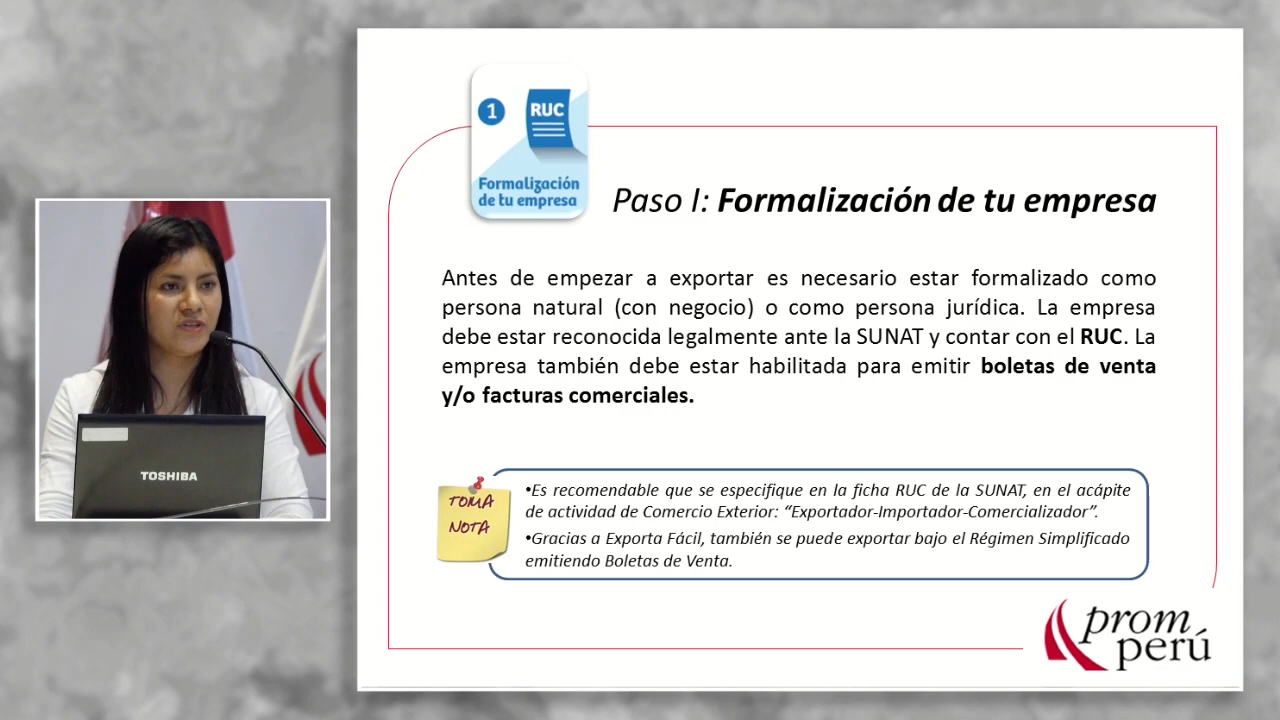 1
RUC
Formalización
de tu empresa
Paso I: Formalización de tu empresa
Antes de empezar a exportar es necesario estar formalizado como
persona natural (con negocio) o como persona jurídica. La empresa
debe estar reconocida legalmente ante la SUNAT y contar con el RUC. La
empresa también debe estar habilitada para emitir boletas de venta
y/o facturas comerciales.
TOMA
NOTA
•Es recomendable que se especifique en la ficha RUC de la SUNAT, en el acápite
de actividad de Comercio Exterior: “Exportador-Importador-Comercializador”.
•Gracias a Exporta Fácil, también se puede exportar bajo el Régimen Simplificado
emitiendo Boletas de Venta.
TOSHIBA
prom
perú